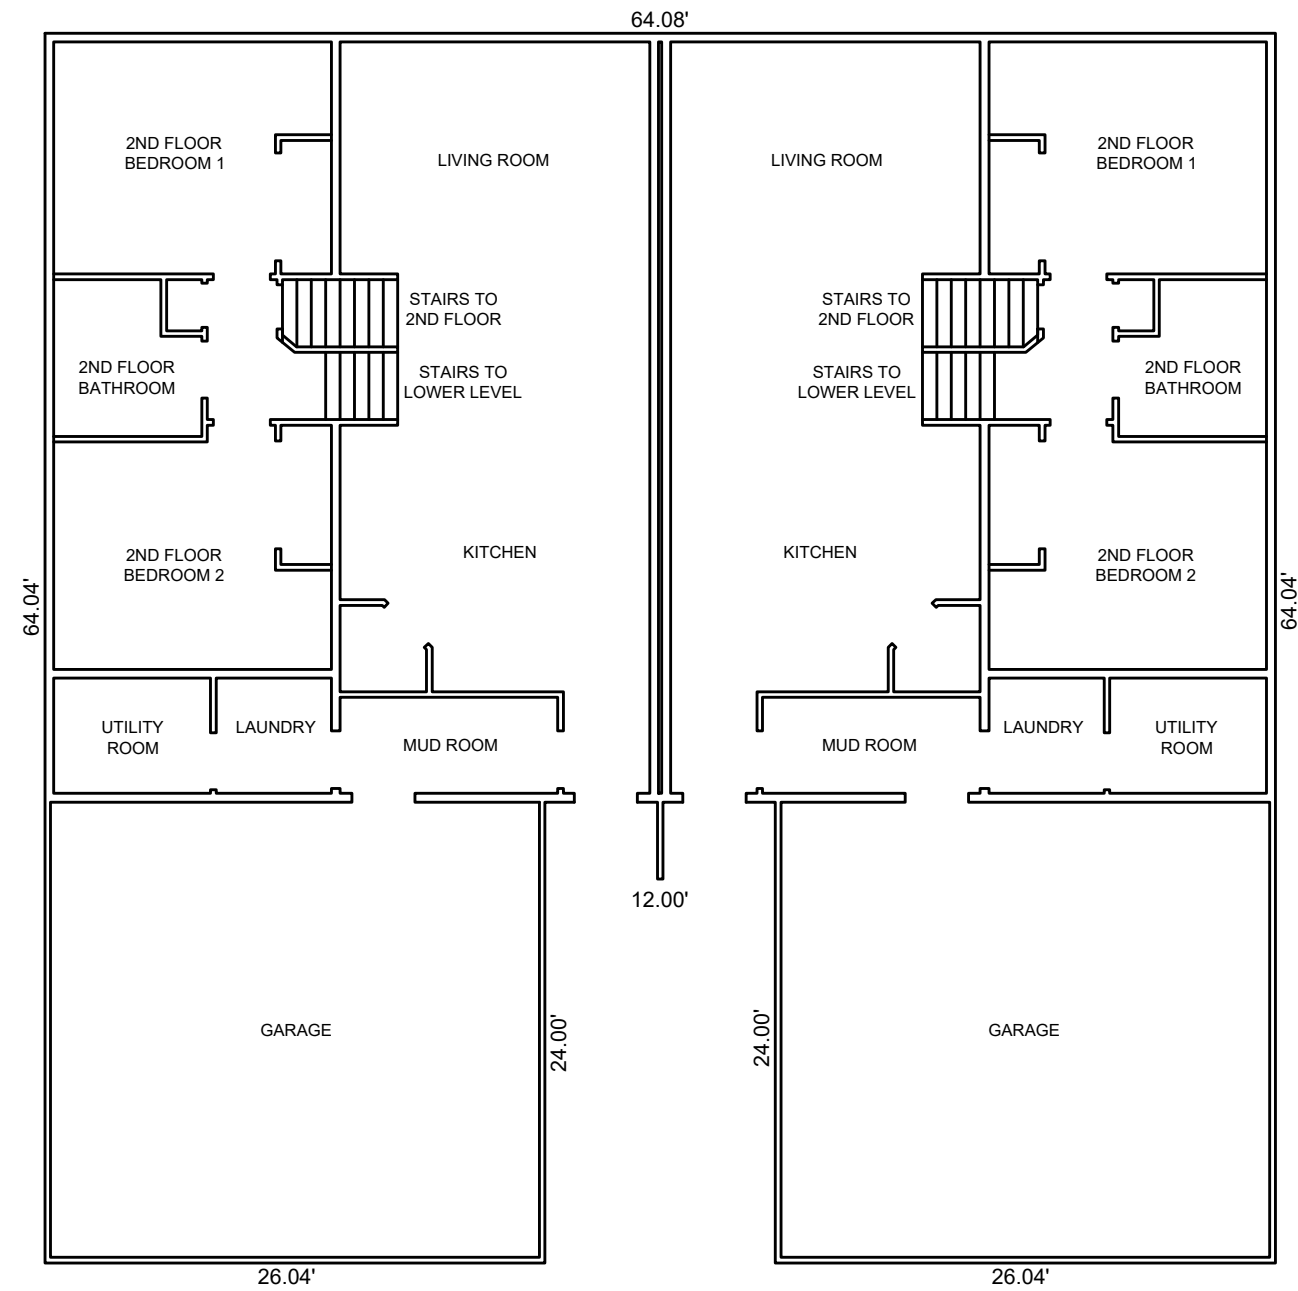 64.08'
2ND FLOOR
BEDROOM 1
LIVING ROOM
LIVING ROOM
2ND FLOOR
BEDROOM 1
STAIRS TO
2ND FLOOR
STAIRS TO
2ND FLOOR
2ND FLOOR
BATHROOM
STAIRS TO
LOWER LEVEL
STAIRS TO
LOWER LEVEL
2ND FLOOR
BATHROOM
64.04'
2ND FLOOR
BEDROOM 2
KITCHEN
KITCHEN
2ND FLOOR
BEDROOM 2
64.04'
UTILITY
ROOM
LAUNDRY
MUD ROOM
MUD ROOM
LAUNDRY
UTILITY
ROOM
12.00'
GARAGE
24.00'
24.00'
GARAGE
26.04'
26.04'